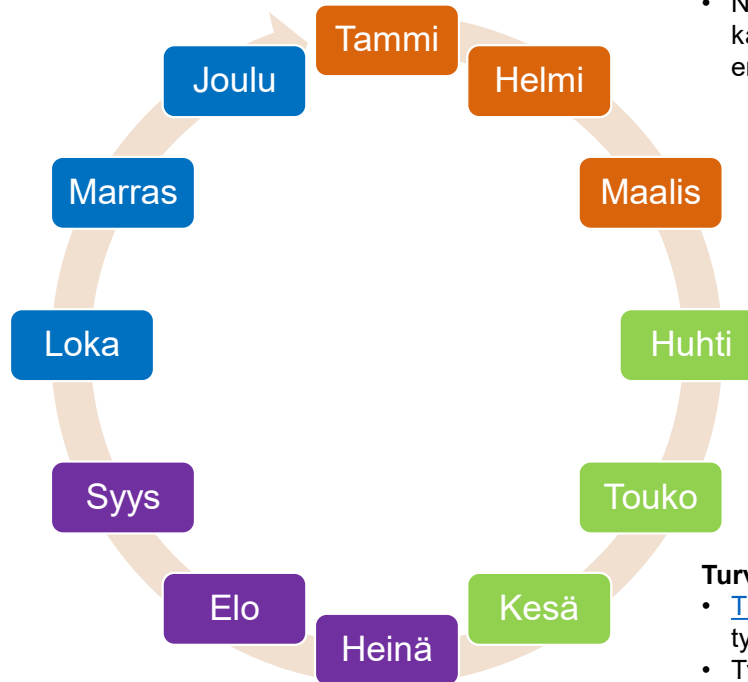 Tammi
Helmi
Maalis
Huhti
Touko
Kesä
Heinä
Elo
Syys
Loka
Marras
Joulu